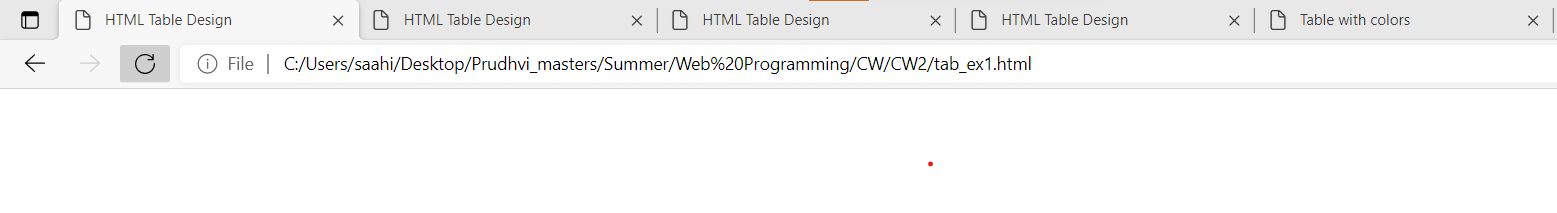 HTML Table Design HTML Table Design HTML Table Design HTML Table Design Table with colors
File C:/Users/saahi/Desktop/Prudhvi_masters/Summer/Web%20Programming/CW/CW2/tab_ex1.html